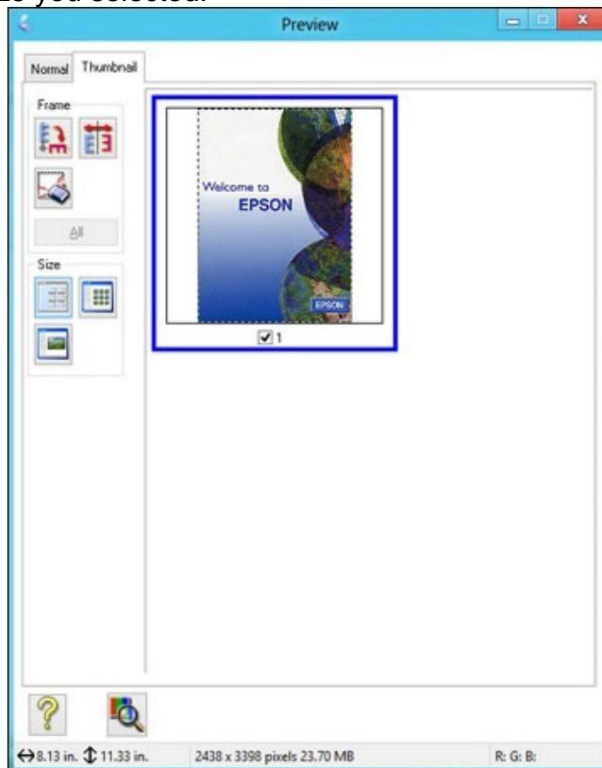 Preview
Normal Thumbnail
Frame
Welcome to
EPSON
All
Size
EPSON
1
8.13 in. 11.33 in. 2438 x 3398 pixels 23.70 MB R: G: B: